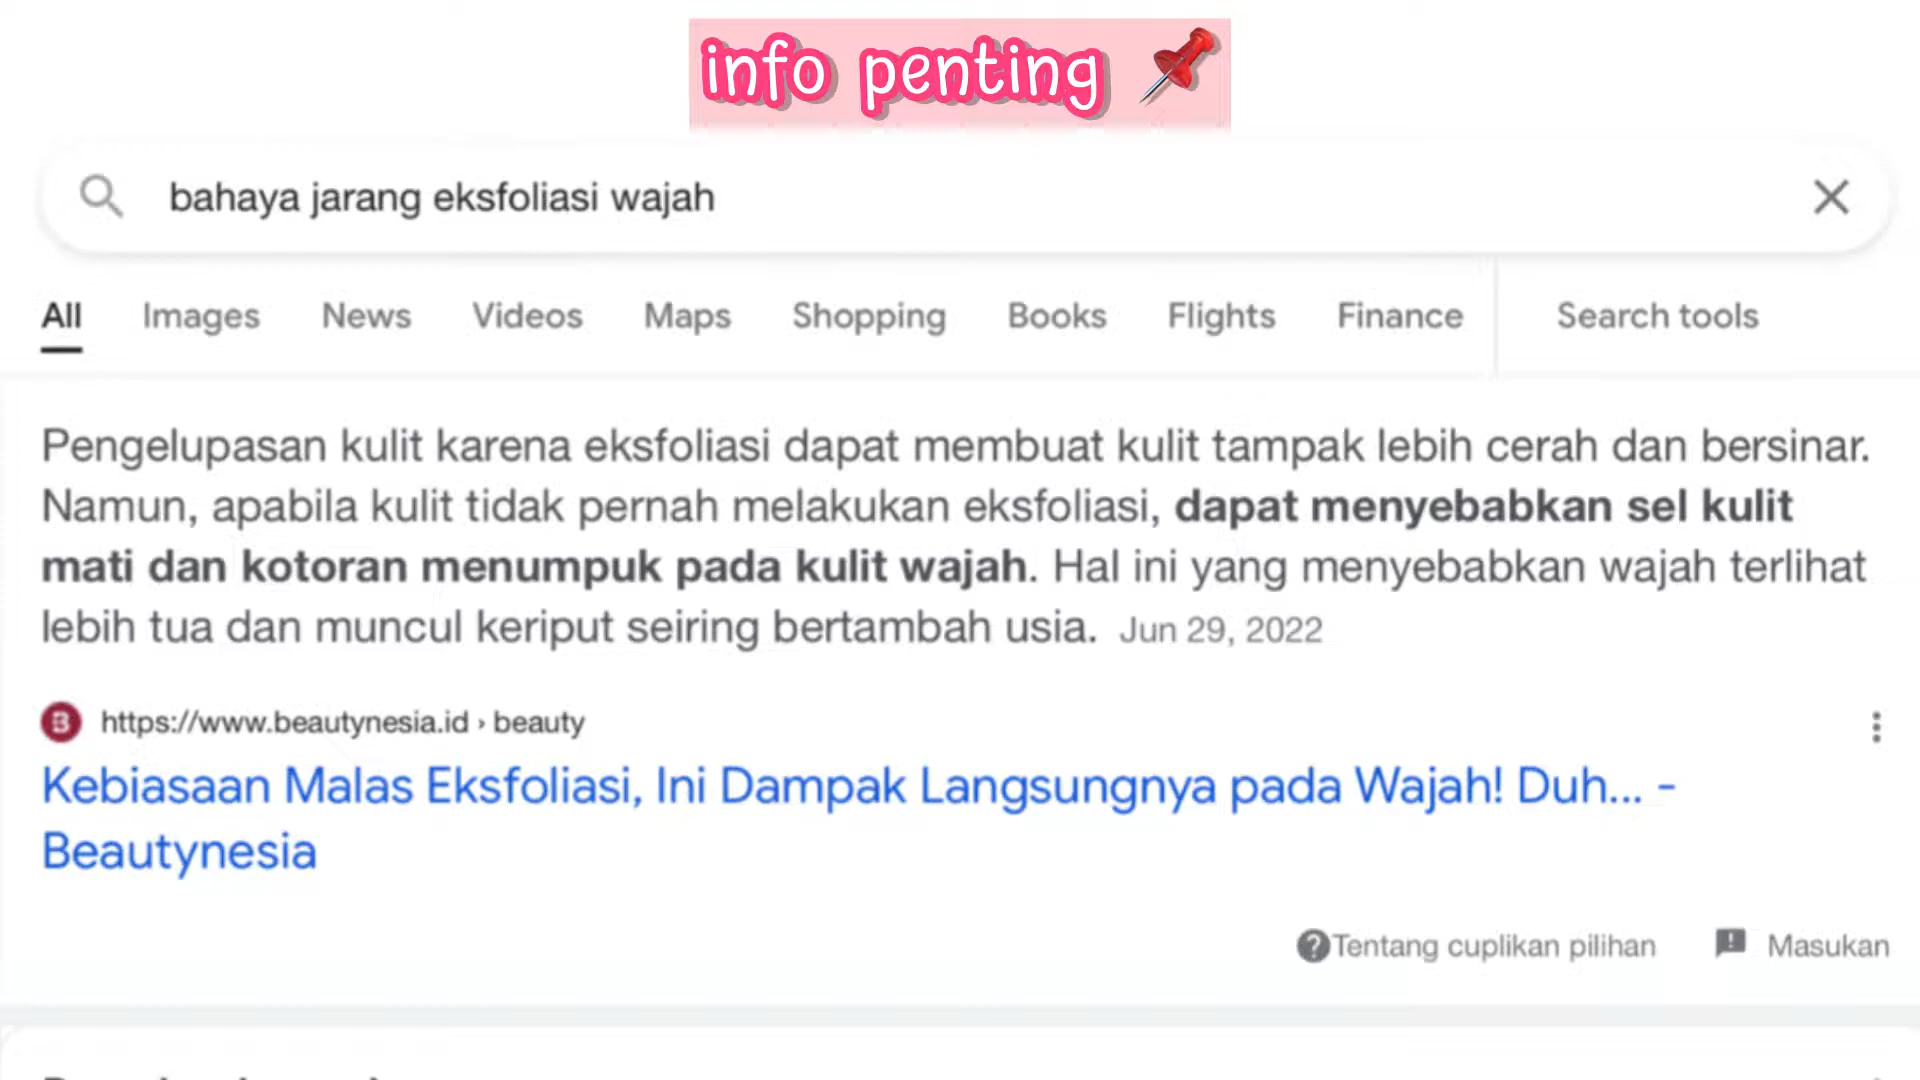 info penting
bahaya jarang eksfoliasi wajah
All Images News Videos Maps Shopping Books Flights Finance Search tools
Pengelupasan kulit karena eksfoliasi dapat membuat kulit tampak lebih cerah dan bersinar.
Namun, apabila kulit tidak pernah melakukan eksfoliasi, dapat menyebabkan sel kulit
mati dan kotoran menumpuk pada kulit wajah. Hal ini yang menyebabkan wajah terlihat
lebih tua dan muncul keriput seiring bertambah usia. Jun 29, 2022
https://www.beautynesia.id › beauty
Kebiasaan Malas Eksfoliasi, Ini Dampak Langsungnya pada Wajah! Duh... -
Beautynesia
Tentang cuplikan pilihan Masukan